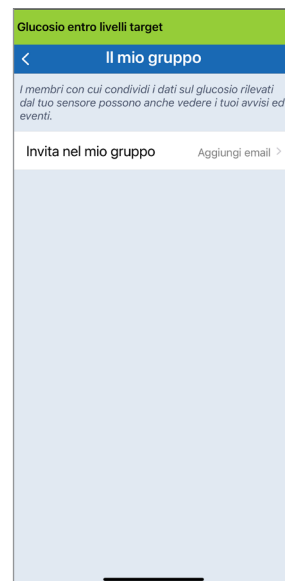 Glucosio entro livelli target
Il mio gruppo
I membri con cui condividi i dati sul glucosio rilevati
dal tuo sensore possono anche vedere i tuoi avvisi ed
eventi.
Invita nel mio gruppo Aggiungi email